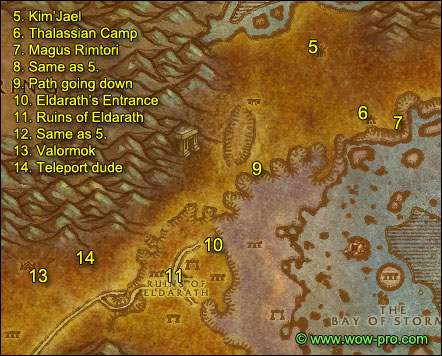 5. Kim'Jael
6. Thalassian Camp
7. Magus Rimtori
8. Same as 5.
9. Path going down
10. Eldarath's Entrance
11. Ruins of Eldarath
12. Same as 5.
13. Valormok
14. Teleport dude
5
6
7
9
10
14
13
11
RUINS OF
ELDARATH
THE
BAY OF STORM
© www.wow-pro.com